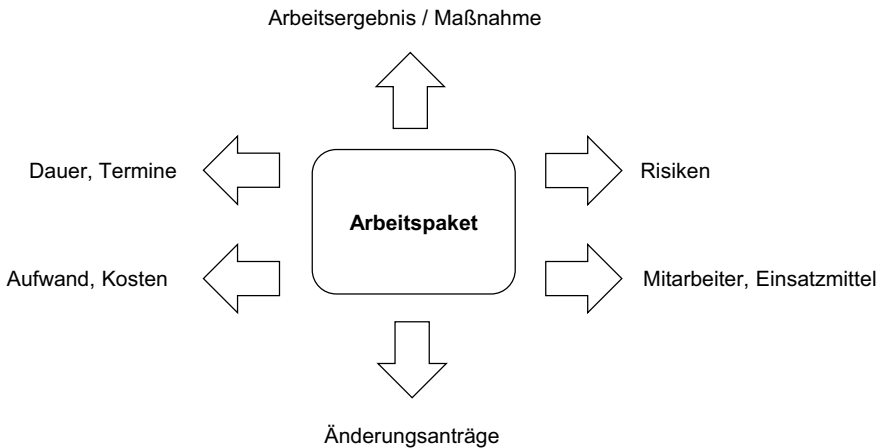 Arbeitsergebnis / Maßnahme
Dauer, Termine
Risiken
Arbeitspaket
Aufwand, Kosten
Mitarbeiter, Einsatzmittel
Änderungsanträge